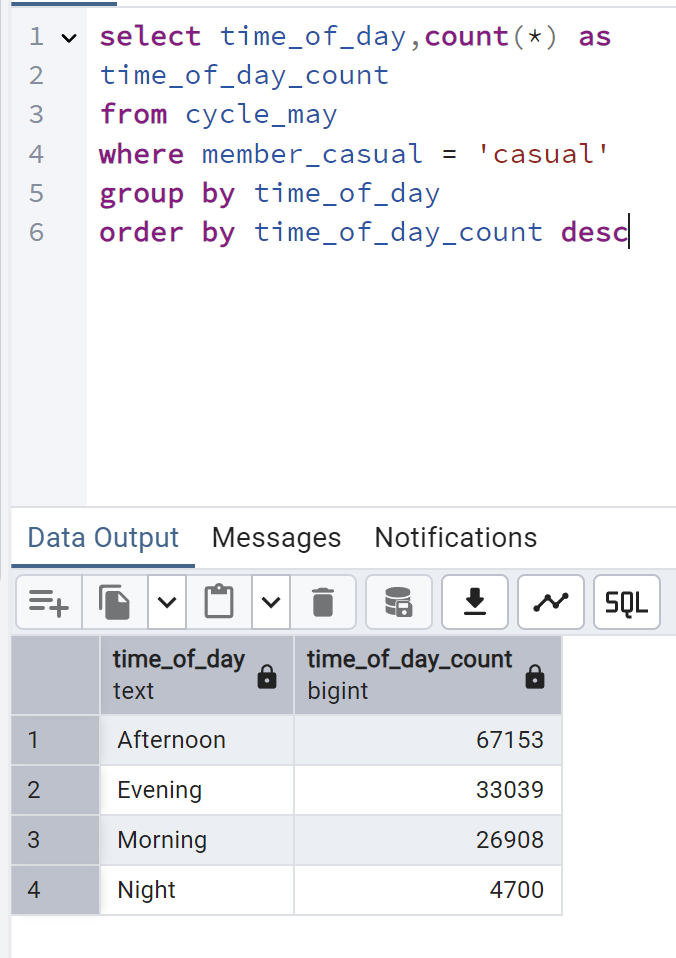 1 select time_of_day,count(*) as
2 time_of_day_count
3 from cycle_may
4 where member_casual = 'casual'
5 group by time_of_day
6 order by time_of_day_count desc
Data Output Messages Notifications
SQL
time_of_day time_of_day_count
text bigint
1 Afternoon 67153
2 Evening 33039
3 Morning 26908
4 Night 4700